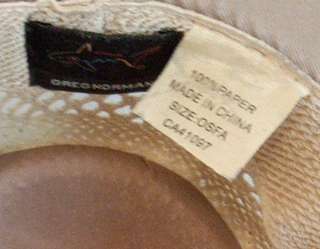 GREG NORMAN
100%PAPER
MADE IN CHINA
SIZE:OSFA
CA41097